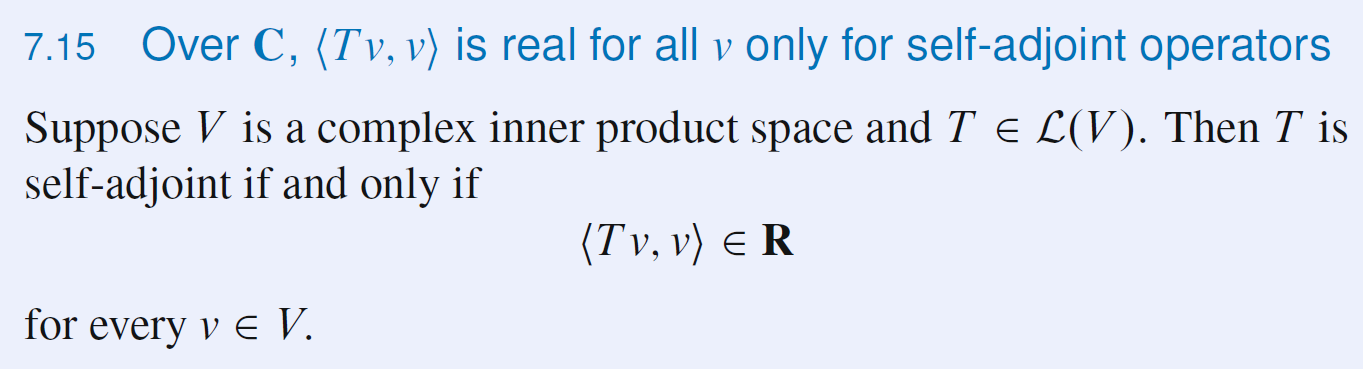 7.15 Over C, ⟨Tv, v⟩ is real for all v only for self-adjoint operators
Suppose V is a complex inner product space and T ∈ ℒ(V). Then T is
self-adjoint if and only if
⟨Tv, v⟩ ∈ R
for every v ∈ V.